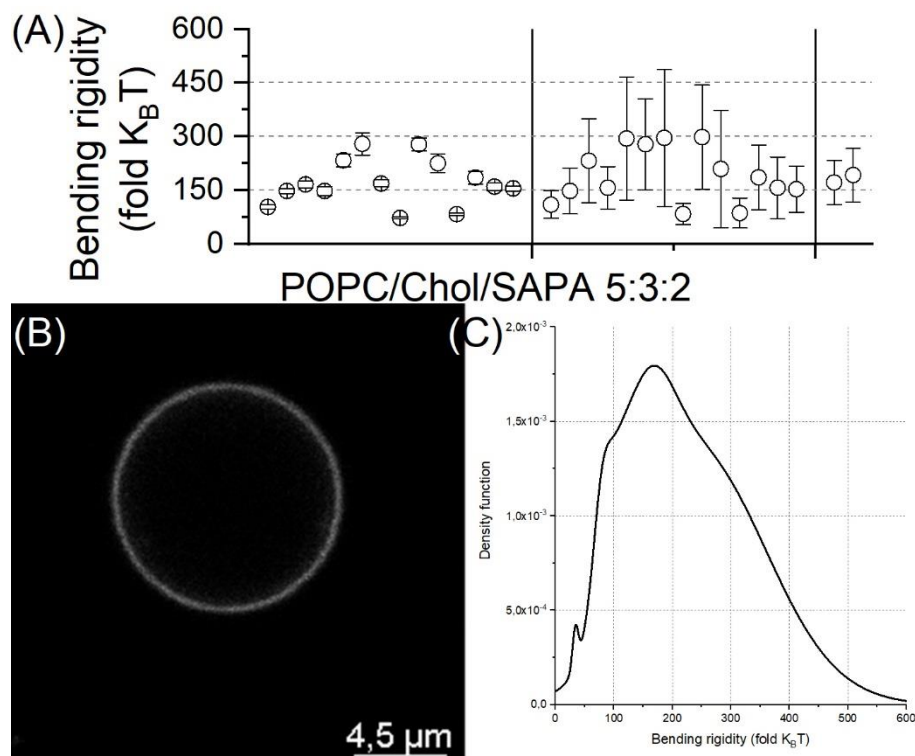 (A)
Bending rigidity
(fold K_BT)
600
450
300
150
0
POPC/Chol/SAPA 5:3:2
(B)
4,5 µm
(C)
Density function
2.0x10⁻³
1.5x10⁻³
1.0x10⁻³
5.0x10⁻⁴
0.0
0 100 200 300 400 500 600
Bending rigidity (fold K_BT)